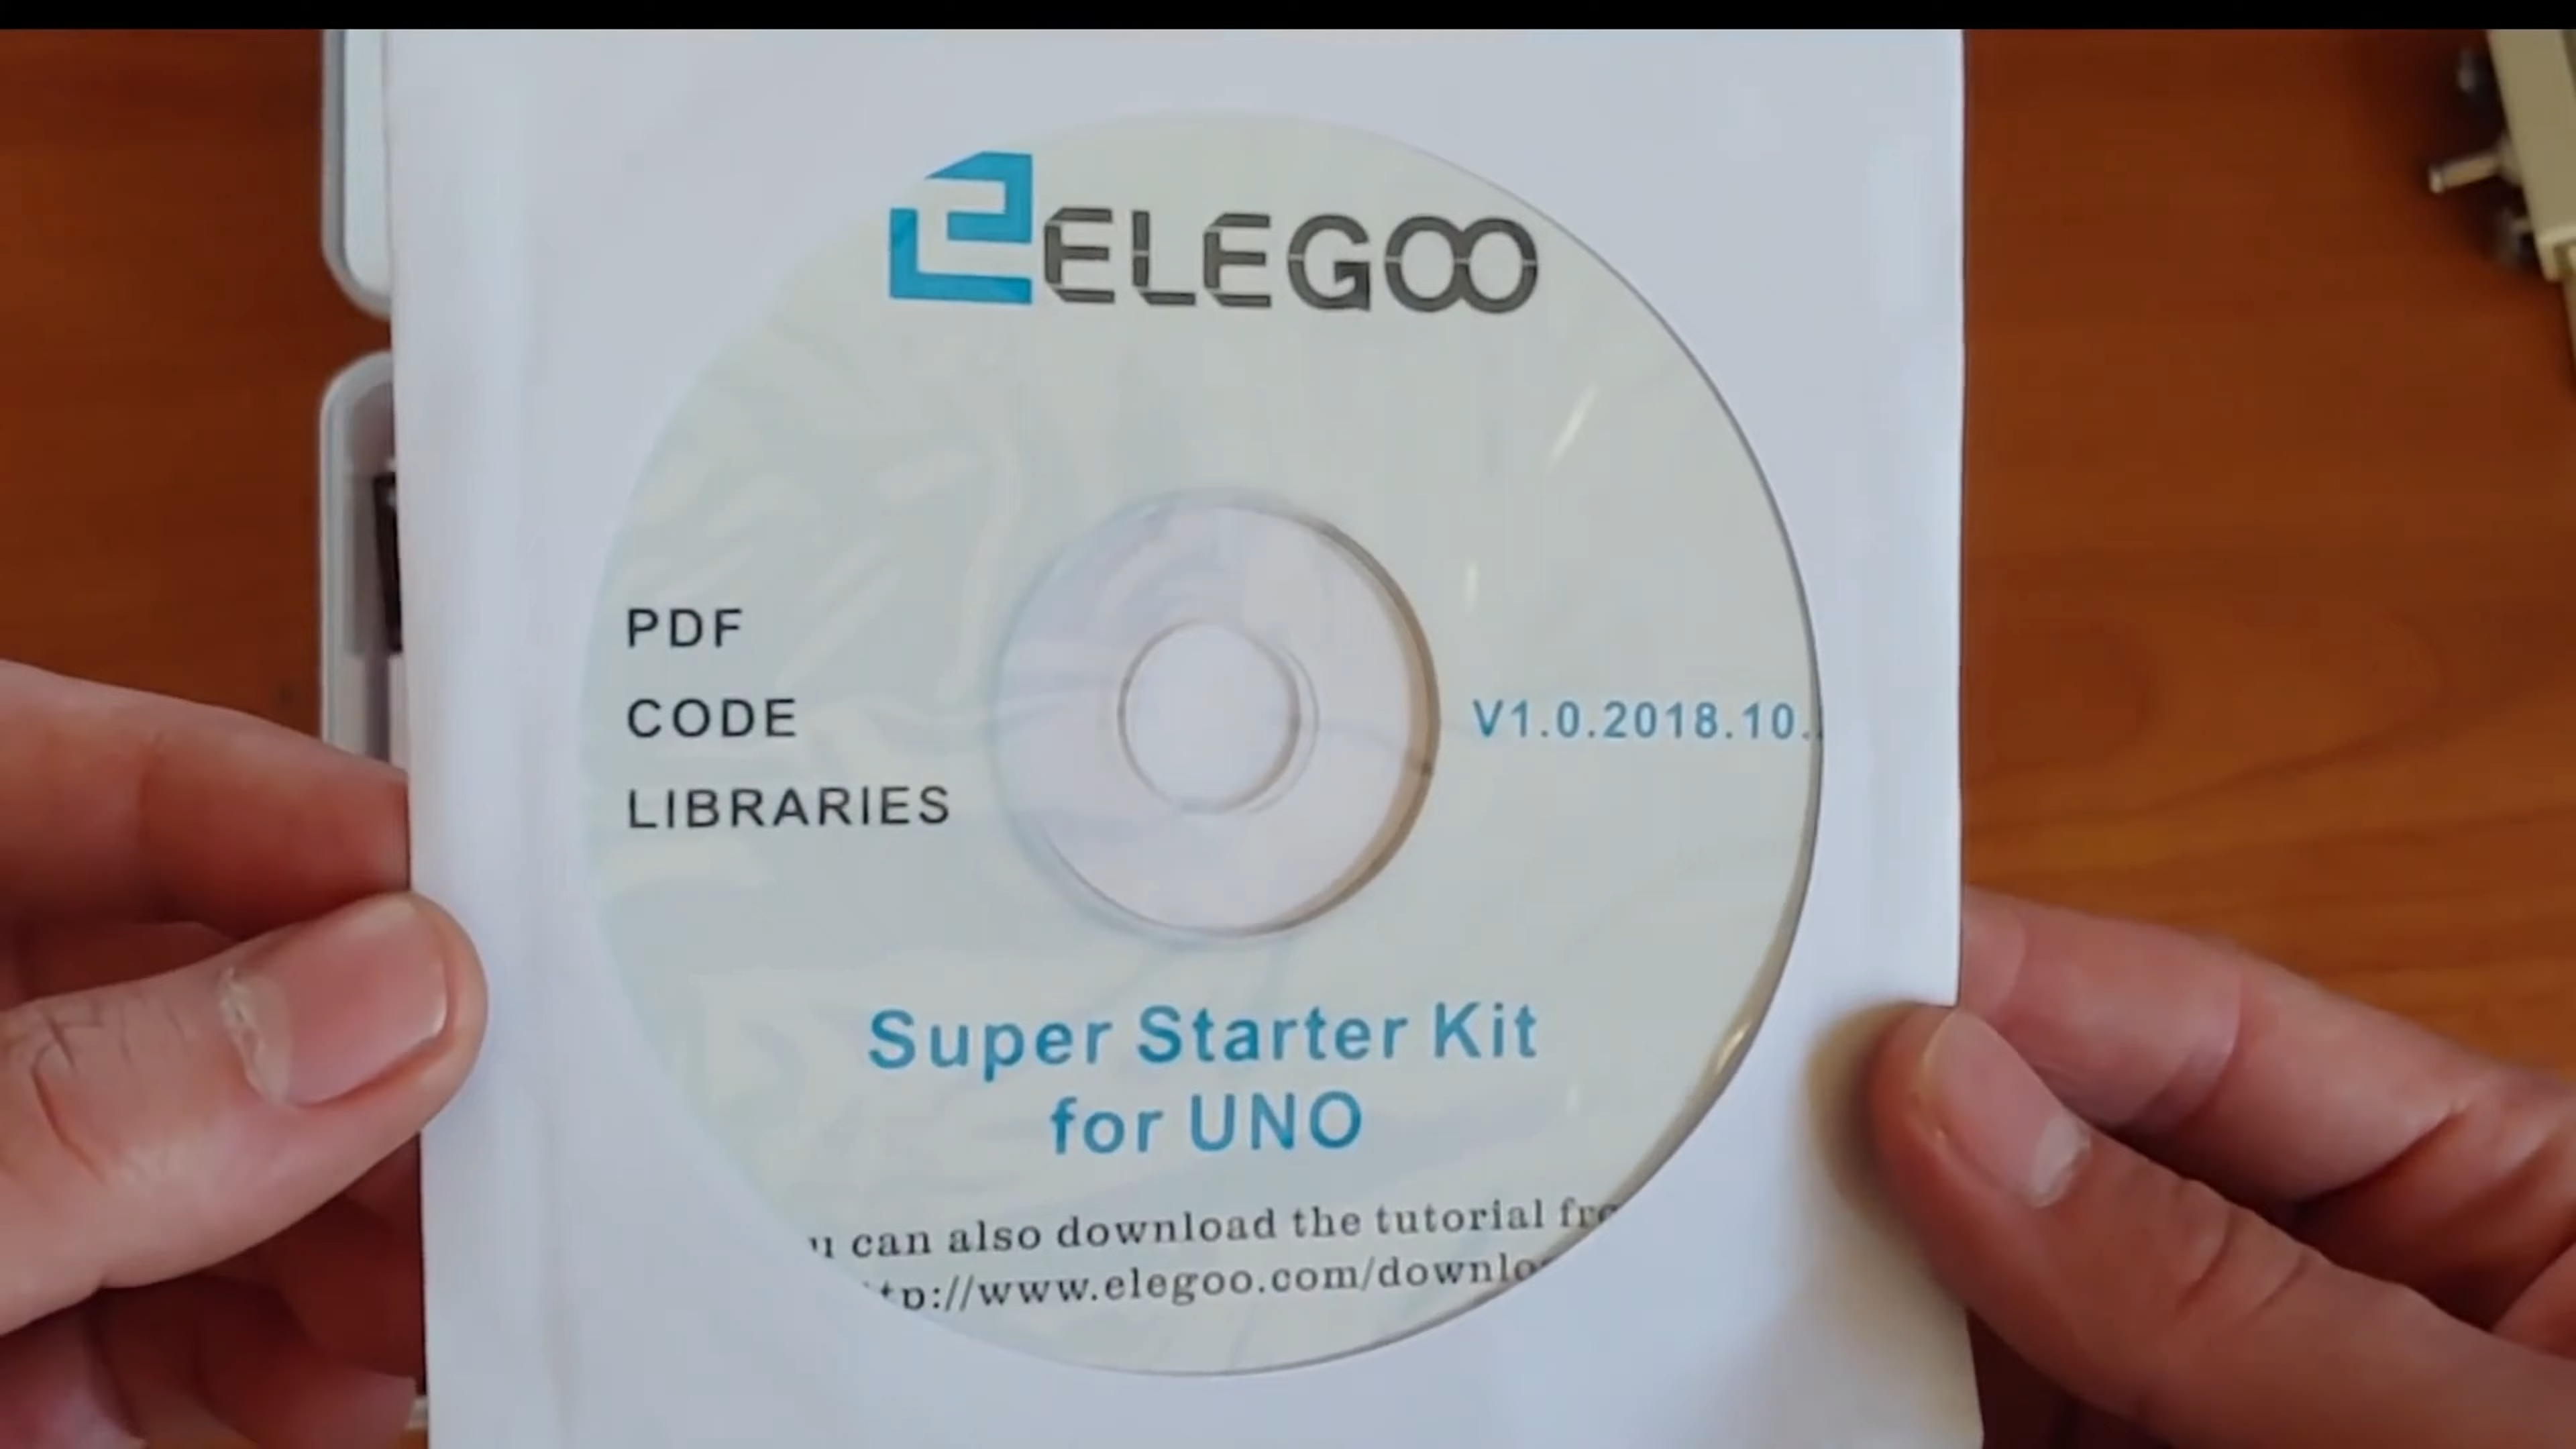 ELEGOO
PDF
CODE
LIBRARIES
V1.0.2018.10.
Super Starter Kit
for UNO
can also download the tutorial
www.elegoo.com/downlo